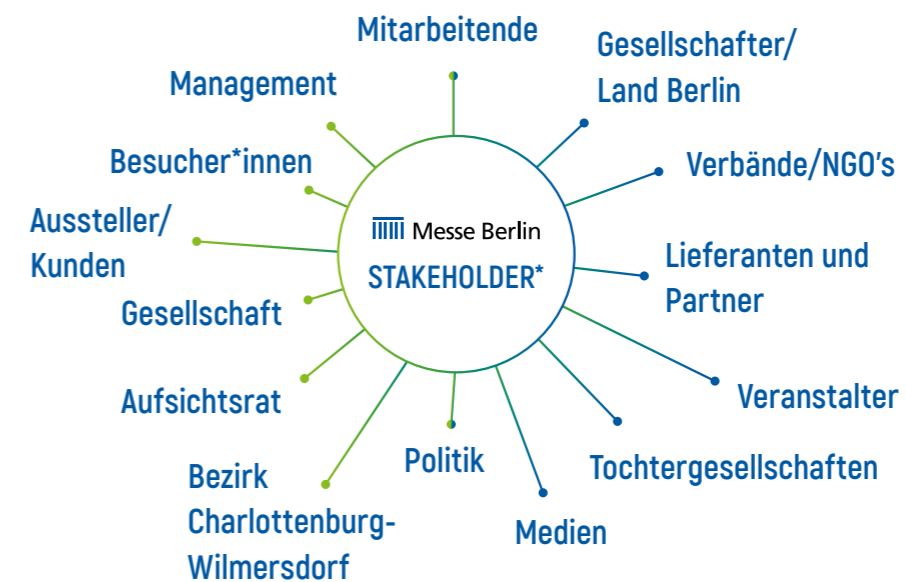 Mitarbeitende
Gesellschafter/
Land Berlin
Management
Verbände/NGO's
Besucher*innen
Aussteller/
Kunden
Messe Berlin
STAKEHOLDER*
Lieferanten und
Partner
Gesellschaft
Veranstalter
Aufsichtsrat
Politik
Tochtergesellschaften
Bezirk
Charlottenburg-
Wilmersdorf
Medien